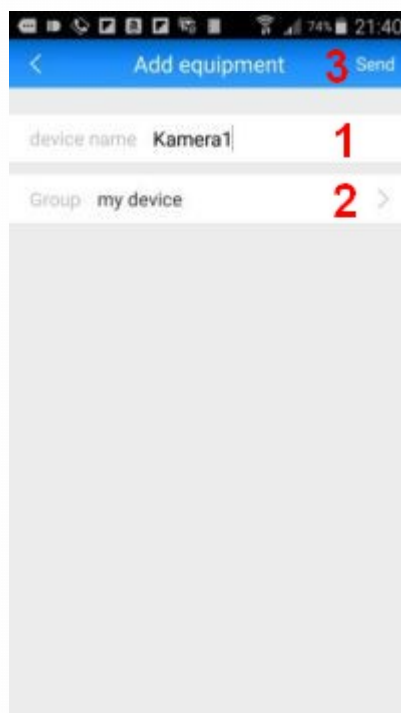 74% 21:40
Add equipment 3 Send
device name Kamera1 1
Group my device 2